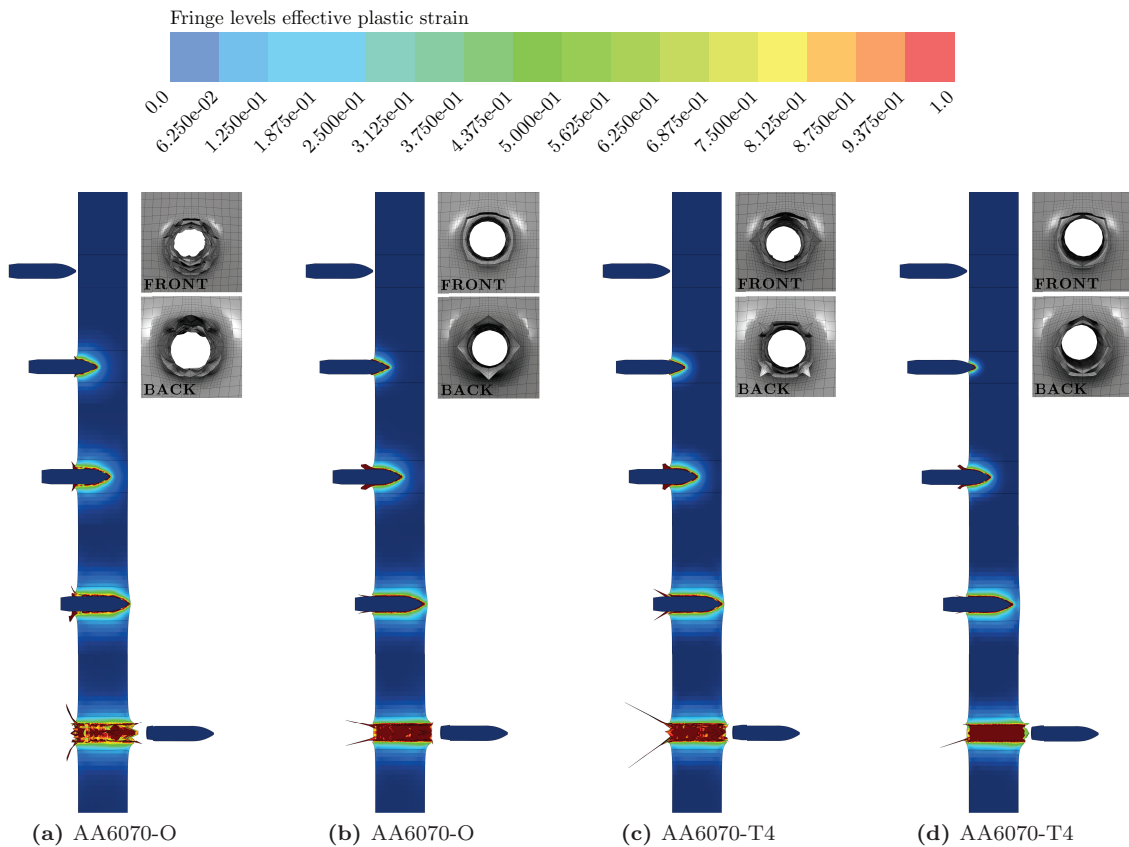 Fringe levels effective plastic strain
0.0
6.250e-02
1.250e-01
1.875e-01
2.500e-01
3.125e-01
3.750e-01
4.375e-01
5.000e-01
5.625e-01
6.250e-01
6.875e-01
7.500e-01
8.125e-01
8.750e-01
9.375e-01
1.0
FRONT
FRONT
FRONT
FRONT
BACK
BACK
BACK
BACK
(a) AA6070-O
(b) AA6070-O
(c) AA6070-T4
(d) AA6070-T4